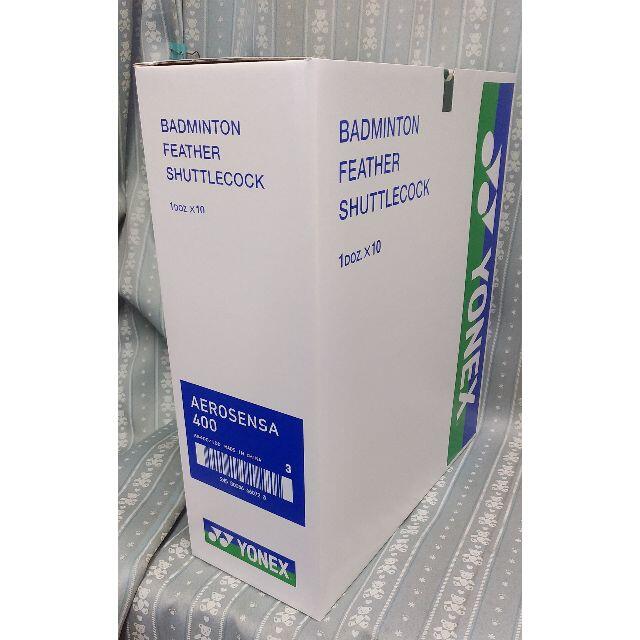 BADMINTON
FEATHER
SHUTTLECOCK
1DOZ.×10
AEROSENSA
400
MADE IN CHINA
3
YONEX
BADMINTON
FEATHER
SHUTTLECOCK
1DOZ.×10
YONEX